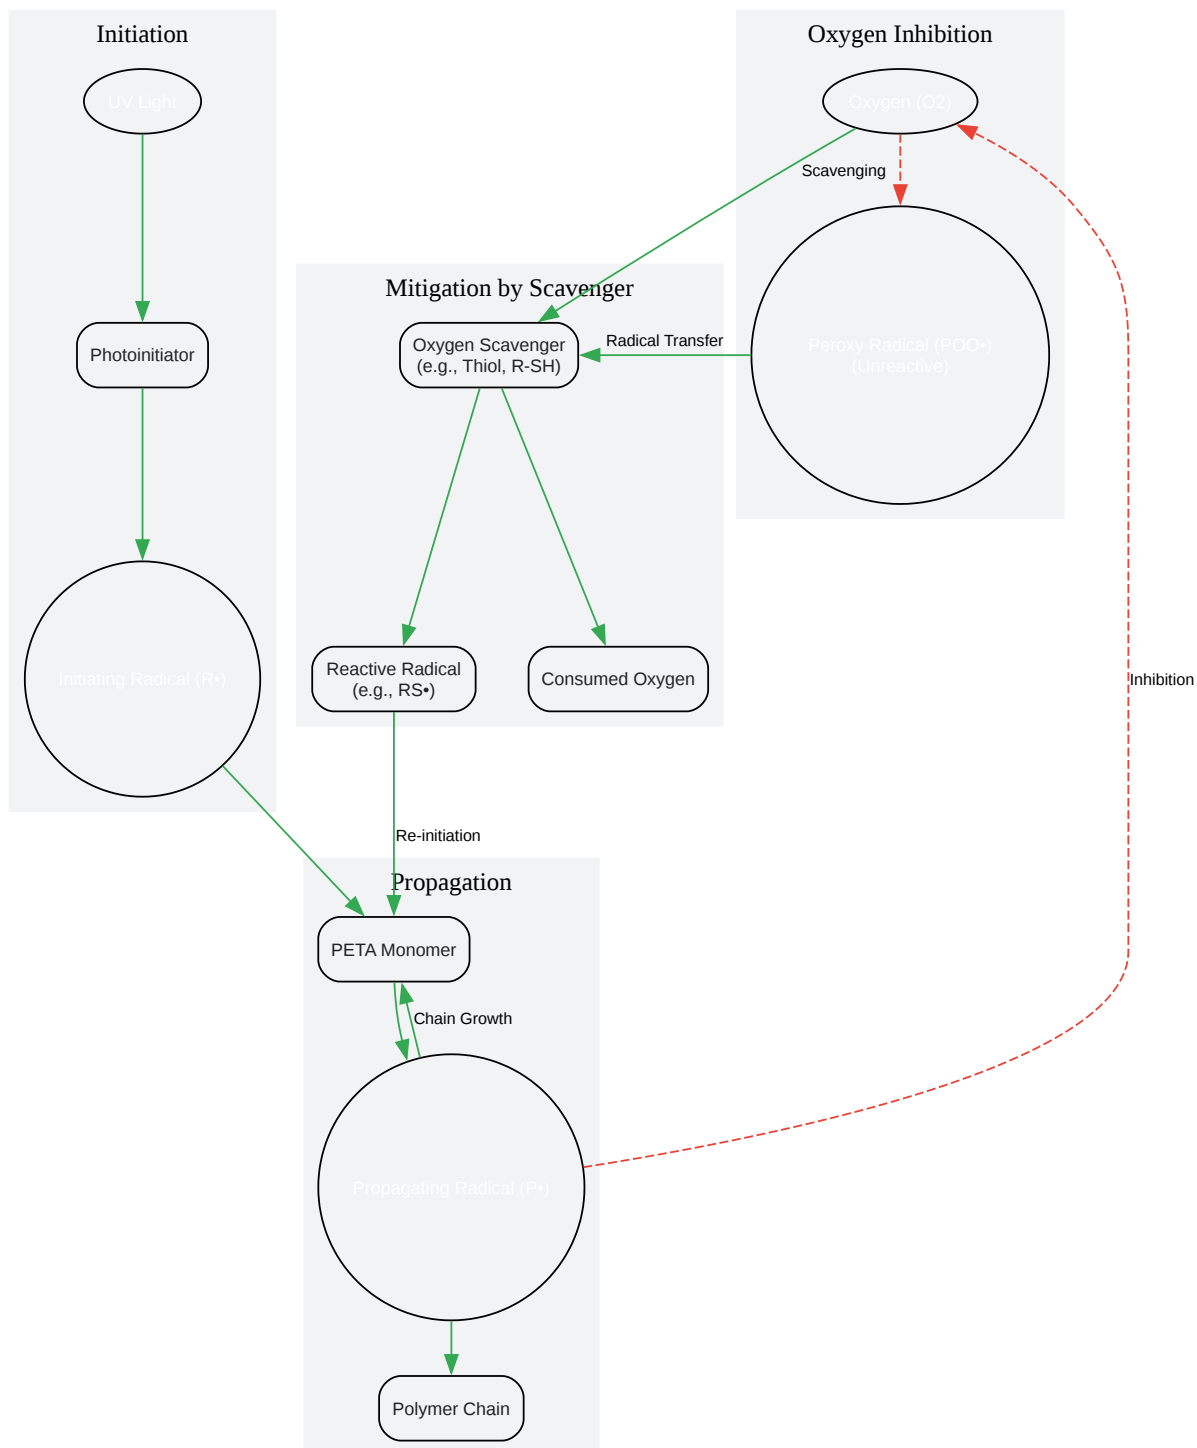 Initiation
UV Light
Photoinitiator
Initiating Radical (R•)
Oxygen Inhibition
Oxygen (O2)
Scavenging
Peroxy Radical (POO•)
(Unreactive)
Mitigation by Scavenger
Oxygen Scavenger
(e.g., Thiol, R-SH)
Radical Transfer
Reactive Radical
(e.g., RS•)
Consumed Oxygen
Inhibition
Re-initiation
Propagation
PETA Monomer
Chain Growth
Propagating Radical (P•)
Polymer Chain